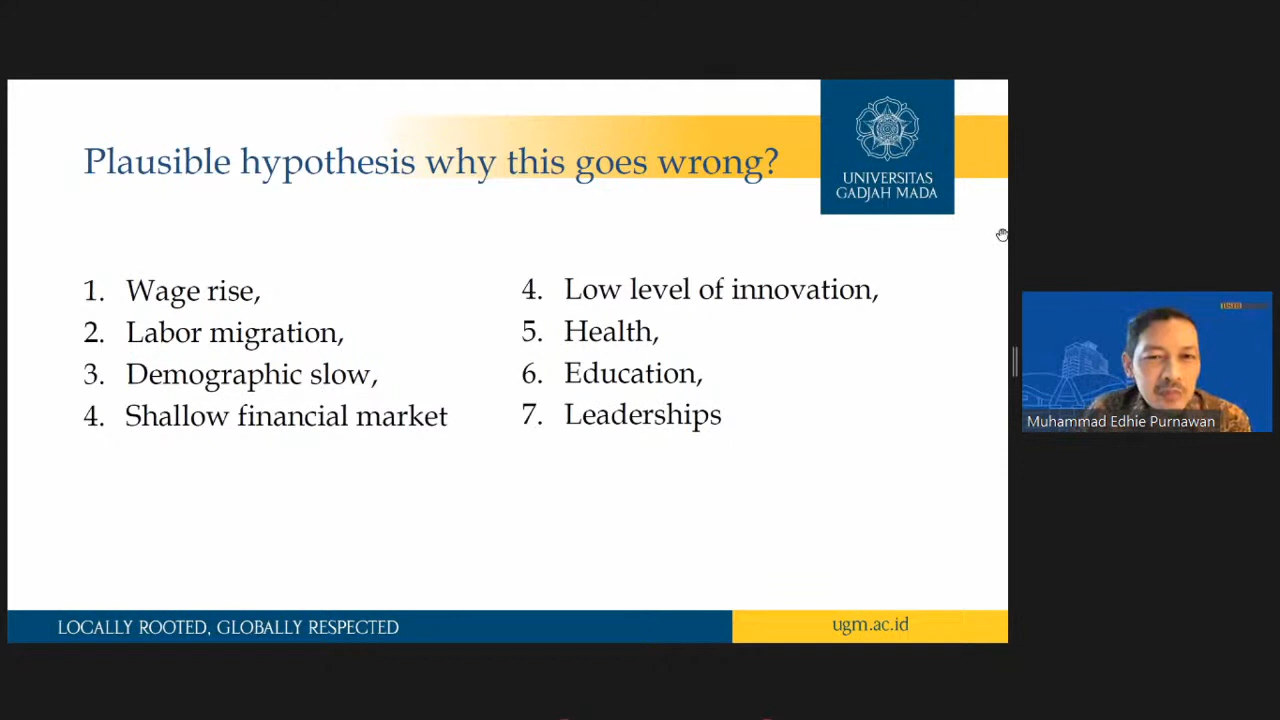 Plausible hypothesis why this goes wrong?
UNIVERSITAS
GADJAH MADA
1. Wage rise,
2. Labor migration,
3. Demographic slow,
4. Shallow financial market
4. Low level of innovation,
5. Health,
6. Education,
7. Leaderships
Muhammad Edhie Purnawan
LOCALLY ROOTED, GLOBALLY RESPECTED
ugm.ac.id